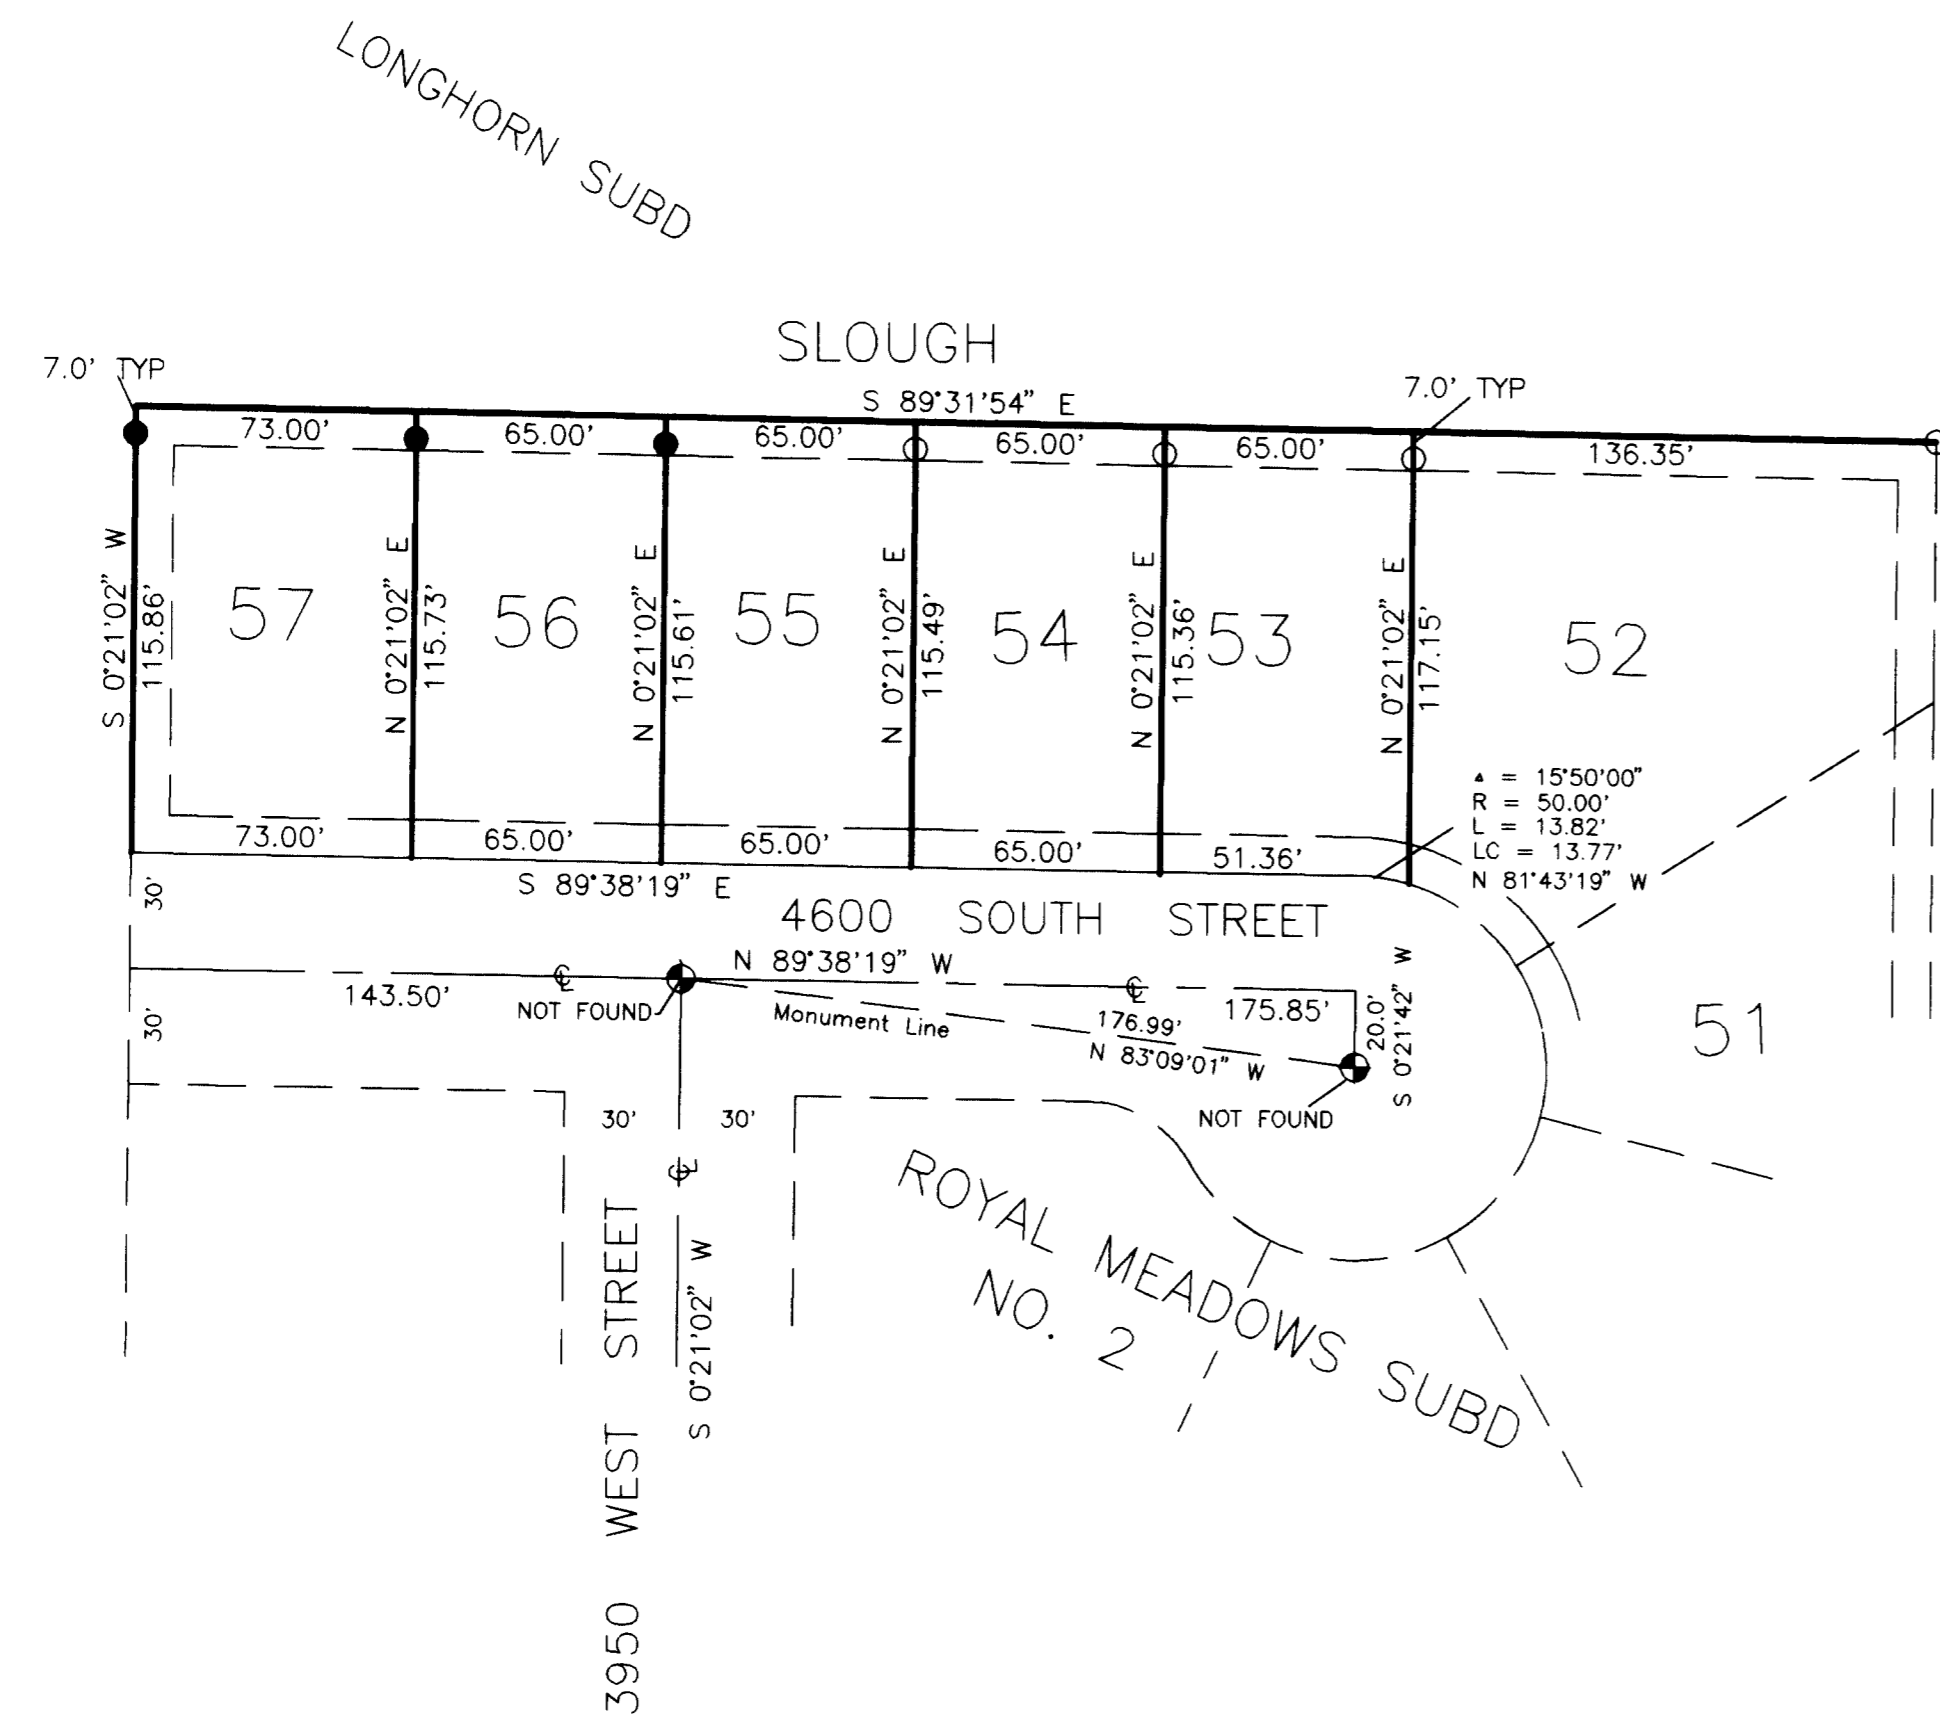 LONGHORN SUBD
SLOUGH
7.0' TYP
S 89°31'54" E
7.0' TYP
73.00'
65.00'
65.00'
65.00'
65.00'
136.35'
S 0°21'02" W
115.86'
57
N 0°21'02" E
115.73'
56
N 0°21'02" E
115.61'
55
N 0°21'02" E
115.49'
54
N 0°21'02" E
115.36'
53
N 0°21'02" E
117.15'
52
▲ = 15°50'00"
R = 50.00'
L = 13.82'
LC = 13.77'
N 81°43'19" W
73.00'
65.00'
65.00'
65.00'
51.36'
S 89°38'19" E
30'
4600 SOUTH STREET
N 89°38'19" W
143.50'
NOT FOUND
Monument Line
176.99'
N 83°09'01" W
175.85'
20.0'
S 0°21'42" W
51
30'
NOT FOUND
30'
30'
3950 WEST STREET
S 0°21'02" W
ROYAL MEADOWS SUBD
NO. 2